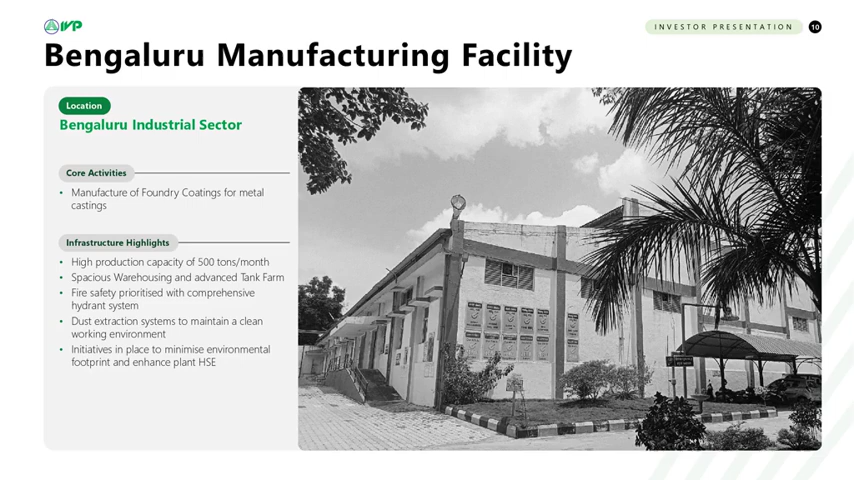 IVP
INVESTOR PRESENTATION
10
Bengaluru Manufacturing Facility
Location
Bengaluru Industrial Sector
Core Activities
• Manufacture of Foundry Coatings for metal
castings
Infrastructure Highlights
• High production capacity of 500 tons/month
• Spacious Warehousing and advanced Tank Farm
• Fire safety prioritised with comprehensive
hydrant system
• Dust extraction systems to maintain a clean
working environment
• Initiatives in place to minimise environmental
footprint and enhance plant HSE